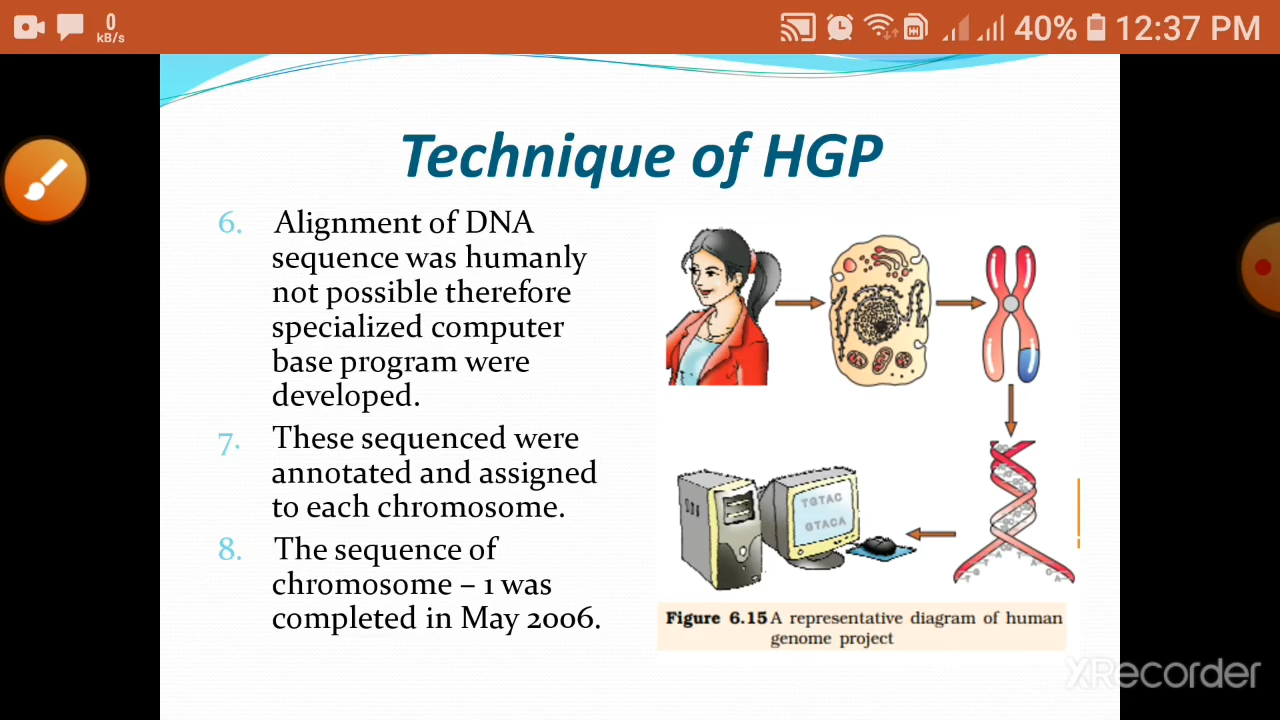 0
kB/s
40% 12:37 PM
Technique of HGP
6. Alignment of DNA
sequence was humanly
not possible therefore
specialized computer
base program were
developed.
7. These sequenced were
annotated and assigned
to each chromosome.
8. The sequence of
chromosome – 1 was
completed in May 2006.
TGTAC
GTACA
Figure 6.15 A representative diagram of human
genome project
XRecorder